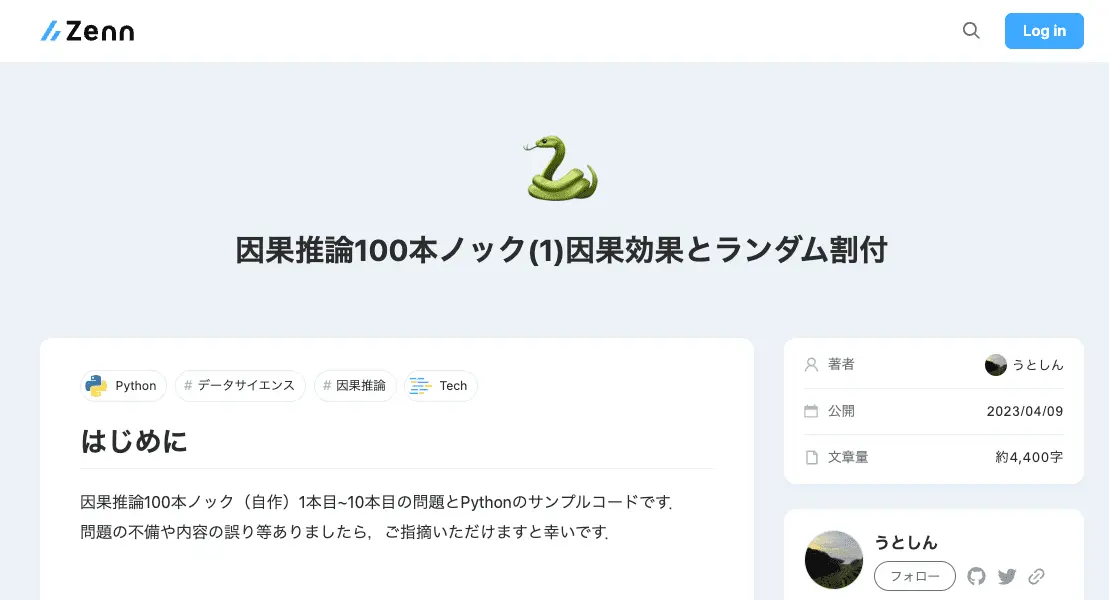 Zenn
Log in
因果推論100本ノック(1)因果効果とランダム割付
Python
# データサイエンス
# 因果推論
Tech
はじめに
因果推論100本ノック（自作）1本目~10本目の問題とPythonのサンプルコードです．
問題の不備や内容の誤り等ありましたら，ご指摘いただけますと幸いです．
著者
うとしん
公開
2023/04/09
文章量
約4,400字
うとしん
フォロー